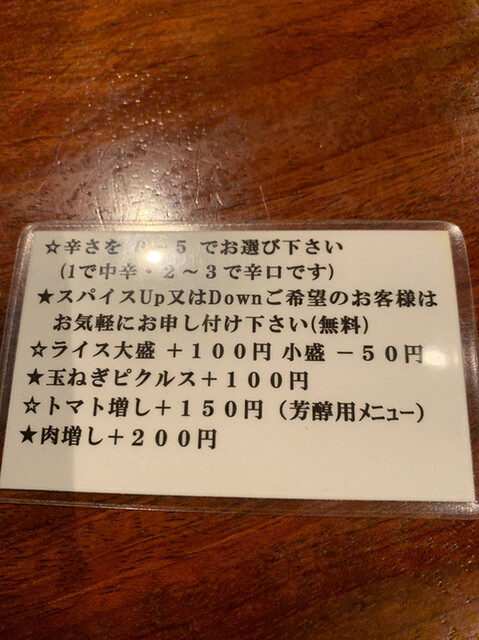 ☆辛さを ～５ でお選び下さい
(1で中辛・２～３で辛口です)
★スパイスUp又はDownご希望のお客様は
お気軽にお申し付け下さい(無料)
☆ライス大盛 ＋１００円 小盛 －５０円
★玉ねぎピクルス＋１００円
☆トマト増し＋１５０円（芳醇用ﾒﾆｭｰ）
★肉増し＋２００円